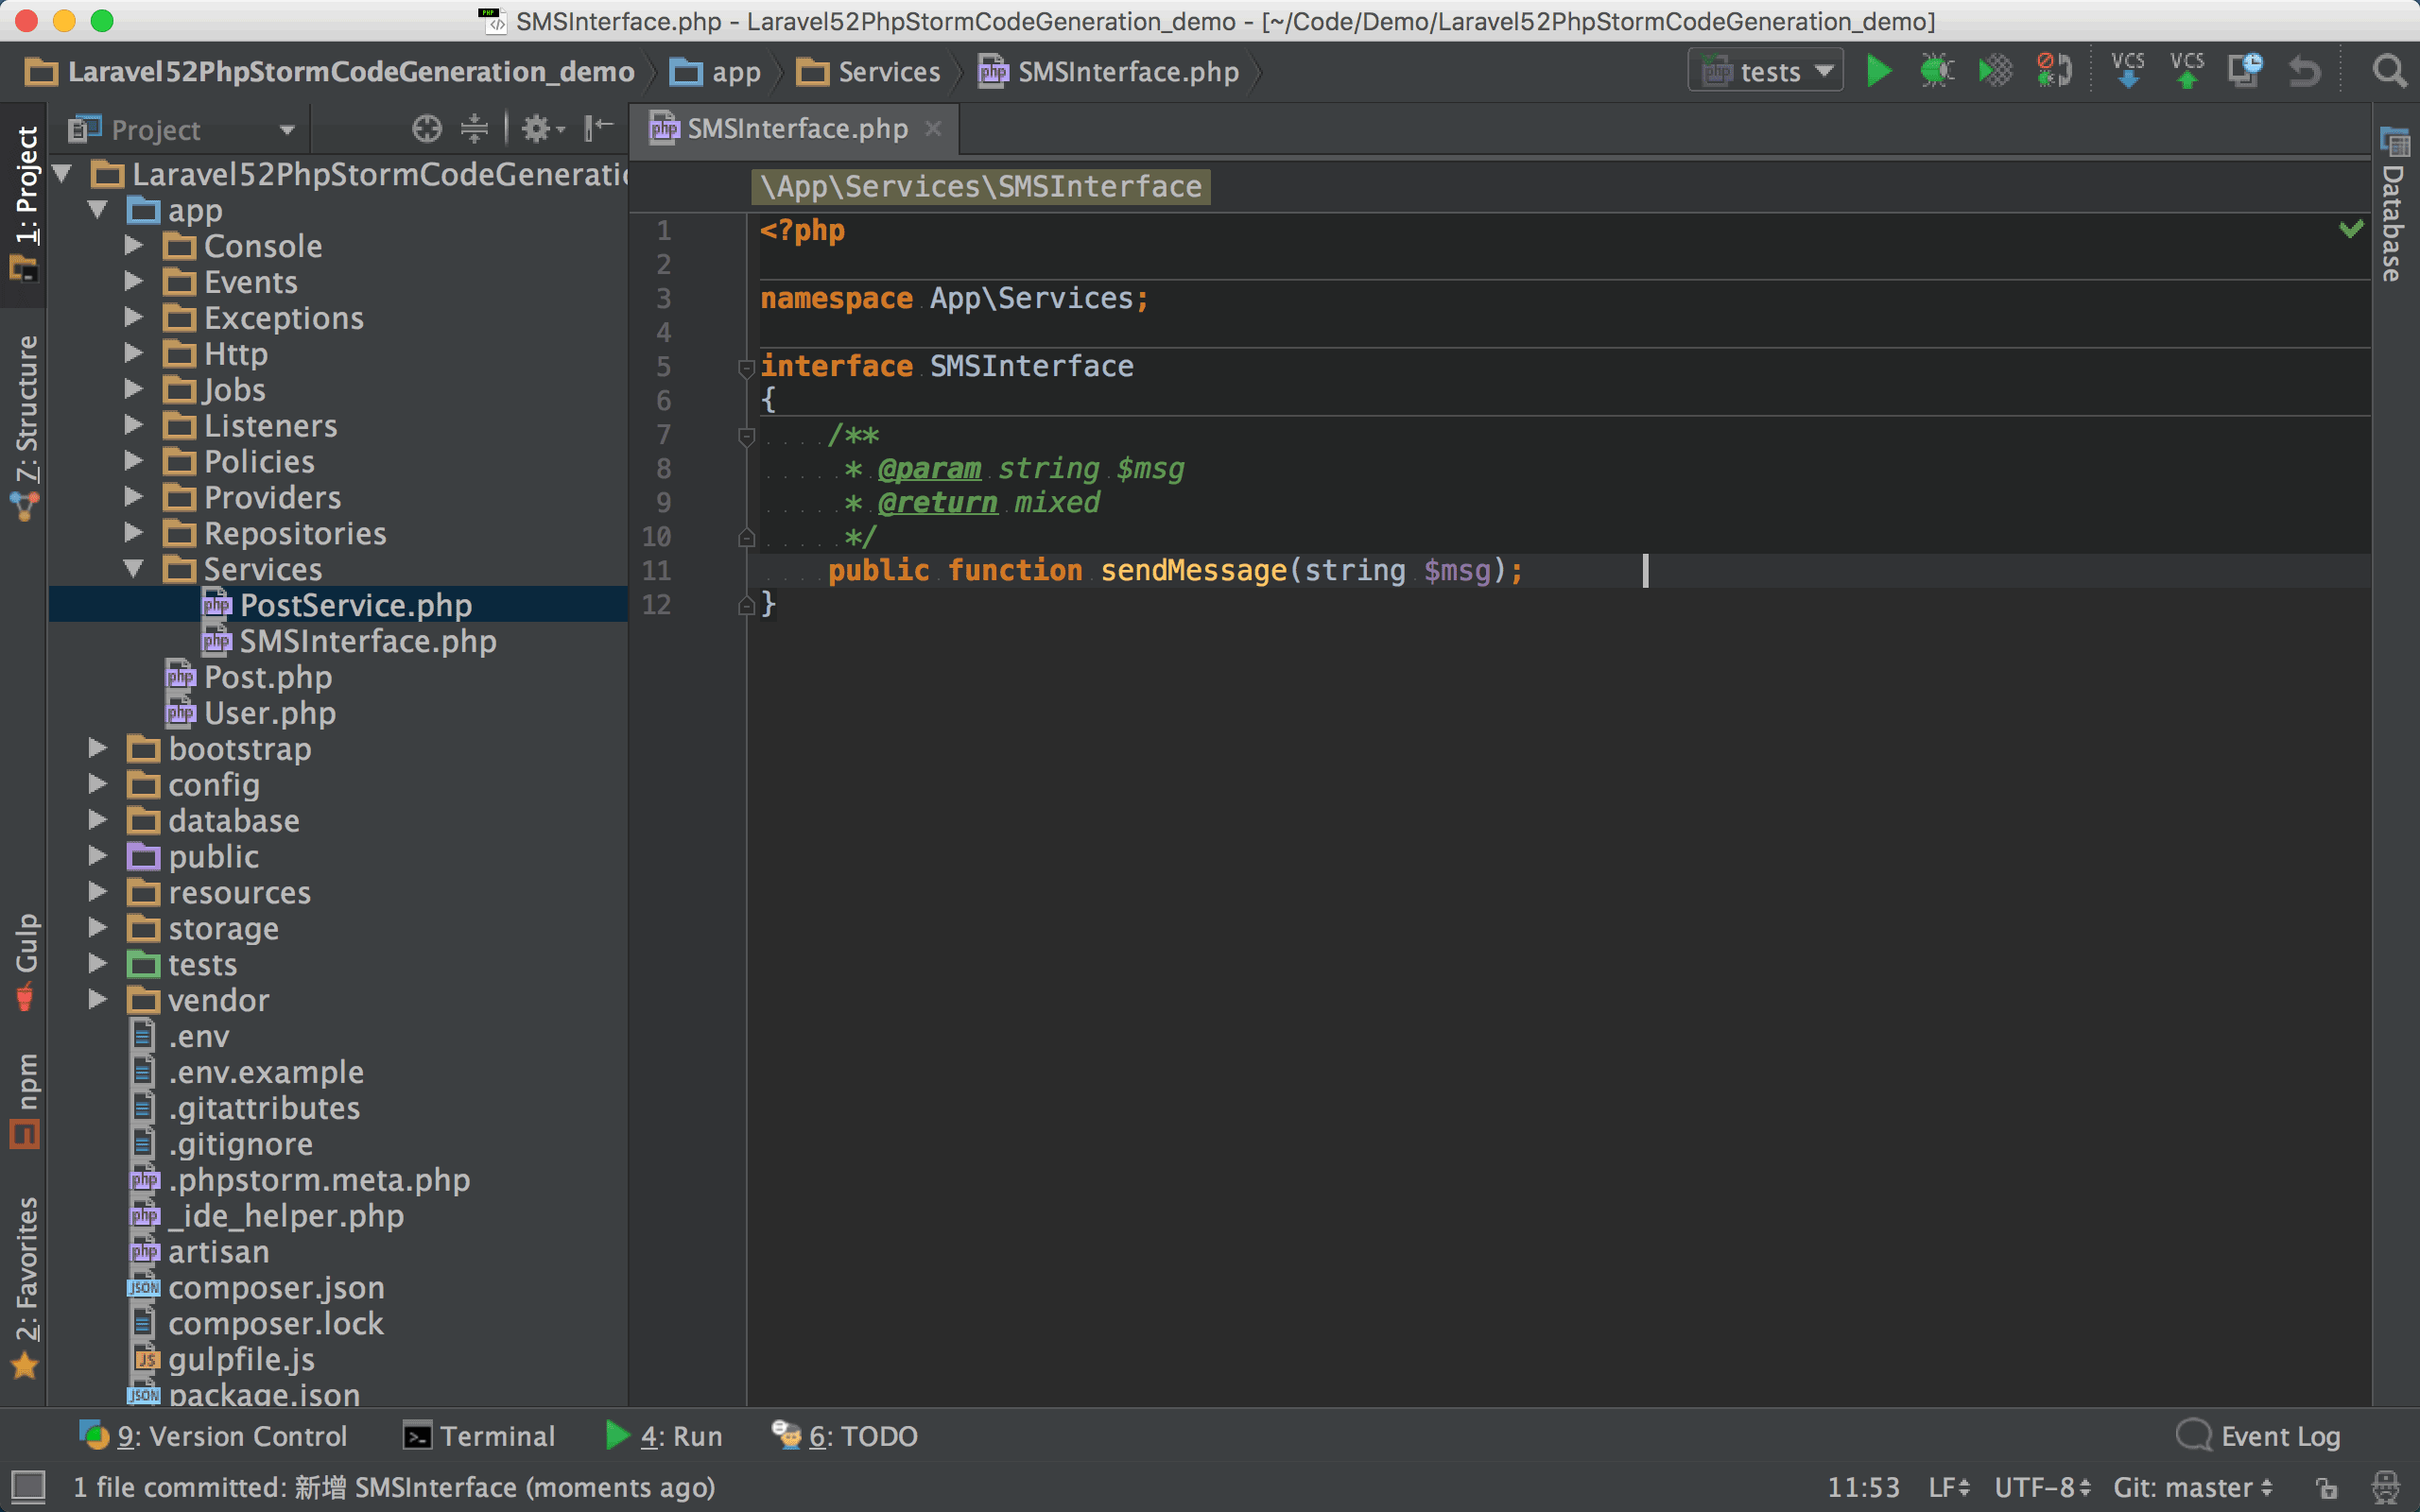 SMSInterface.php - Laravel52PhpStormCodeGeneration_demo - [~/Code/Demo/Laravel52PhpStormCodeGeneration_demo]
Laravel52PhpStormCodeGeneration_demo app Services SMSInterface.php tests VCS VCS
1: Project
Z: Structure
Gulp
npm
2: Favorites
Project
Laravel52PhpStormCodeGeneratio
app
Console
Events
Exceptions
Http
Jobs
Listeners
Policies
Providers
Repositories
Services
PostService.php
SMSInterface.php
Post.php
User.php
bootstrap
config
database
public
resources
storage
tests
vendor
.env
.env.example
.gitattributes
.gitignore
.phpstorm.meta.php
_ide_helper.php
artisan
composer.json
composer.lock
gulpfile.js
package.json
SMSInterface.php
\App\Services\SMSInterface
1 <?php
2
3 namespace App\Services;
4
5 interface SMSInterface
6 {
7 /**
8 * @param string $msg
9 * @return mixed
10 */
11 public function sendMessage(string $msg);
12 }
Database
9: Version Control Terminal 4: Run 6: TODO Event Log
1 file committed: 新增 SMSInterface (moments ago) 11:53 LF UTF-8 Git: master